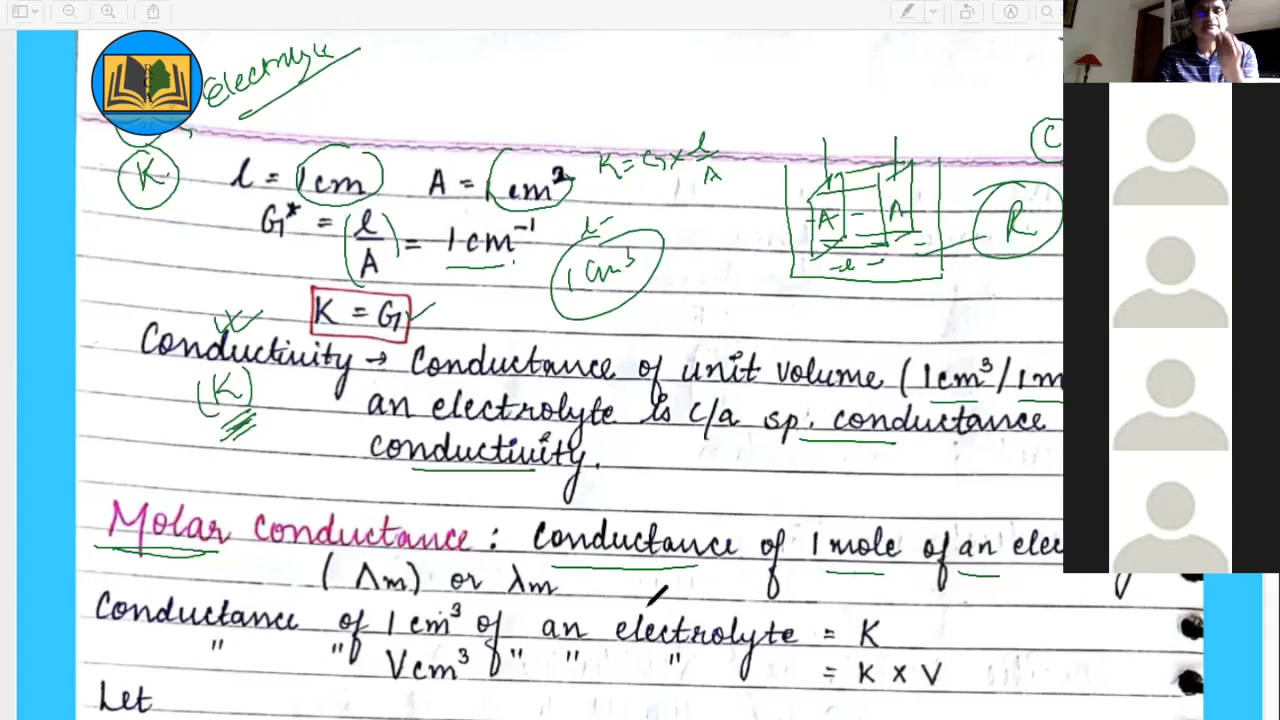 Electrolyte
K l = 1cm A = 1cm² K = G × l/A
G* = (l/A) = 1cm⁻¹
1cm³
A A R
-l-
K = G
Conductivity → Conductance of unit volume (1cm³/1m
(K) an electrolyte is c/a sp. conductance
conductivity.
Molar conductance : Conductance of 1 mole of an elec
(Λm) or λm
Conductance of 1cm³ of an electrolyte = K
" " Vcm³ " " " = K × V
Let